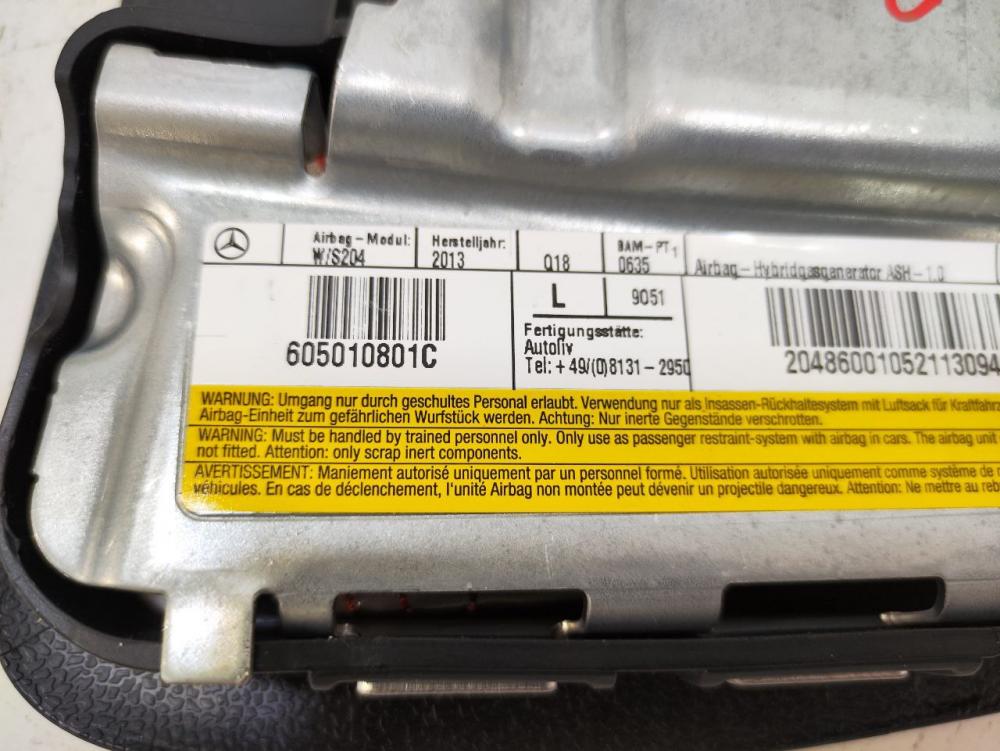 Airbag - Modul:
W/S204
Herstelljahr:
2013
Q18
BAM-PT1
0635
Airbag - Hybridgasgenerator ASH - 1.0
605010801C
L
9051
Fertigungsstätte:
Autoliv
Tel: + 49/(0)8131 - 2950
20486001052113094
WARNUNG: Umgang nur durch geschultes Personal erlaubt. Verwendung nur als Insassen-Rückhaltesystem mit Luftsack für
Airbag-Einheit zum gefährlichen Wurfstück werden. Achtung: Nur inerte Gegenstände verschrotten.
WARNING: Must be handled by trained personnel only. Only use as passenger restraint-system with airbag in cars. The airbag unit
not fitted. Attention: only scrap inert components.
AVERTISSEMENT: Maniement autorisé uniquement par un personnel formé. Utilisation autorisée uniquement comme système de
véhicules. En cas de déclenchement, l'unité Airbag non montée peut dévenir un projectile dangereux. Attention: Ne mettre au